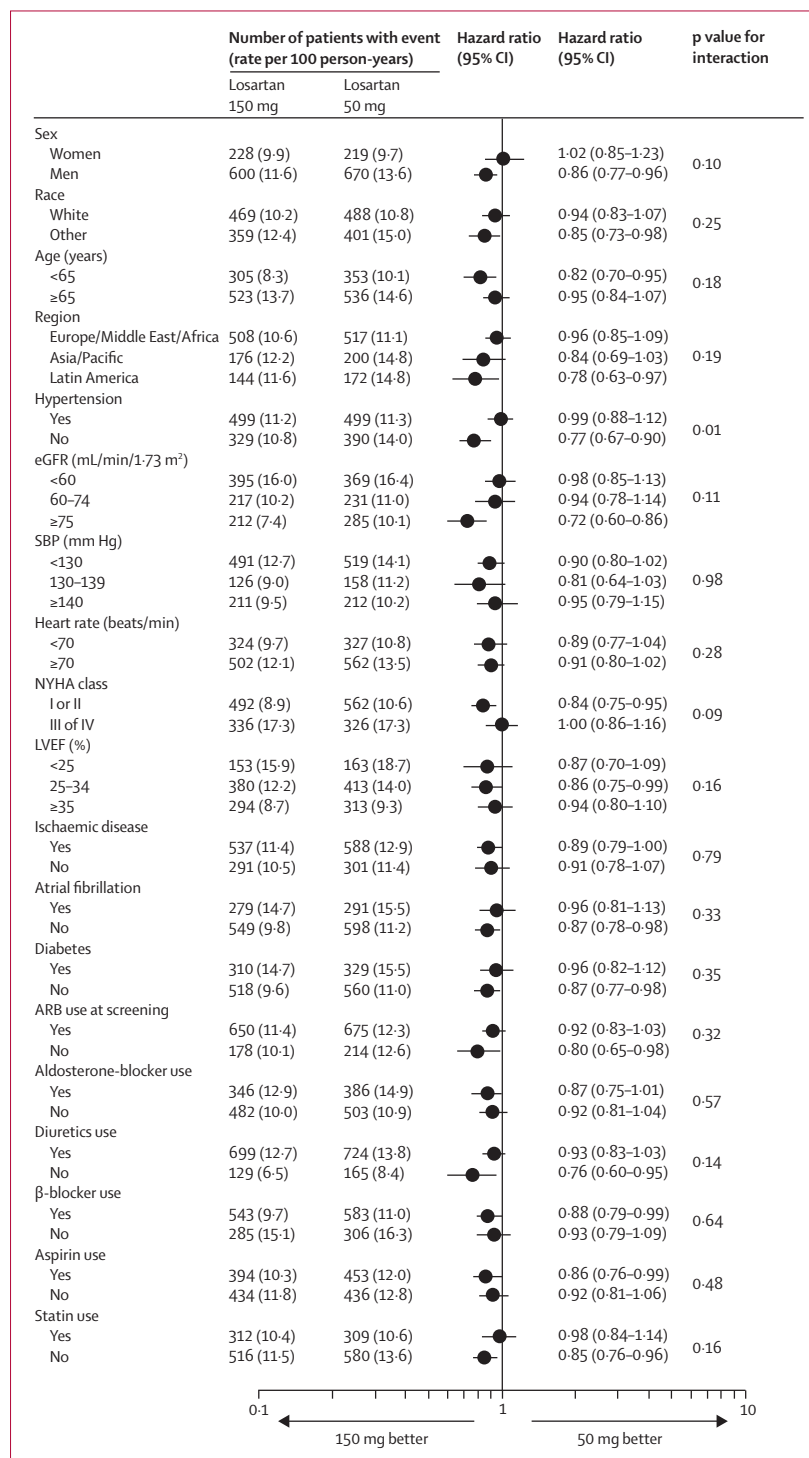 Number of patients with event Hazard ratio Hazard ratio p value for
(rate per 100 person-years) (95% CI) (95% CI) interaction
Losartan Losartan
150 mg 50 mg
Sex
Women 228 (9·9) 219 (9·7) 1·02 (0·85–1·23)
0·10
Men 600 (11·6) 670 (13·6) 0·86 (0·77–0·96)
Race
White 469 (10·2) 488 (10·8) 0·94 (0·83–1·07)
0·25
Other 359 (12·4) 401 (15·0) 0·85 (0·73–0·98)
Age (years)
<65 305 (8·3) 353 (10·1) 0·82 (0·70–0·95)
0·18
≥65 523 (13·7) 536 (14·6) 0·95 (0·84–1·07)
Region
Europe/Middle East/Africa 508 (10·6) 517 (11·1) 0·96 (0·85–1·09)
Asia/Pacific 176 (12·2) 200 (14·8) 0·84 (0·69–1·03) 0·19
Latin America 144 (11·6) 172 (14·8) 0·78 (0·63–0·97)
Hypertension
Yes 499 (11·2) 499 (11·3) 0·99 (0·88–1·12)
0·01
No 329 (10·8) 390 (14·0) 0·77 (0·67–0·90)
eGFR (mL/min/1·73 m²)
<60 395 (16·0) 369 (16·4) 0·98 (0·85–1·13)
60–74 217 (10·2) 231 (11·0) 0·94 (0·78–1·14) 0·11
≥75 212 (7·4) 285 (10·1) 0·72 (0·60–0·86)
SBP (mm Hg)
<130 491 (12·7) 519 (14·1) 0·90 (0·80–1·02)
130–139 126 (9·0) 158 (11·2) 0·81 (0·64–1·03) 0·98
≥140 211 (9·5) 212 (10·2) 0·95 (0·79–1·15)
Heart rate (beats/min)
<70 324 (9·7) 327 (10·8) 0·89 (0·77–1·04)
0·28
≥70 502 (12·1) 562 (13·5) 0·91 (0·80–1·02)
NYHA class
I or II 492 (8·9) 562 (10·6) 0·84 (0·75–0·95)
0·09
III of IV 336 (17·3) 326 (17·3) 1·00 (0·86–1·16)
LVEF (%)
<25 153 (15·9) 163 (18·7) 0·87 (0·70–1·09)
25–34 380 (12·2) 413 (14·0) 0·86 (0·75–0·99) 0·16
≥35 294 (8·7) 313 (9·3) 0·94 (0·80–1·10)
Ischaemic disease
Yes 537 (11·4) 588 (12·9) 0·89 (0·79–1·00)
0·79
No 291 (10·5) 301 (11·4) 0·91 (0·78–1·07)
Atrial fibrillation
Yes 279 (14·7) 291 (15·5) 0·96 (0·81–1·13)
0·33
No 549 (9·8) 598 (11·2) 0·87 (0·78–0·98)
Diabetes
Yes 310 (14·7) 329 (15·5) 0·96 (0·82–1·12)
0·35
No 518 (9·6) 560 (11·0) 0·87 (0·77–0·98)
ARB use at screening
Yes 650 (11·4) 675 (12·3) 0·92 (0·83–1·03)
0·32
No 178 (10·1) 214 (12·6) 0·80 (0·65–0·98)
Aldosterone-blocker use
Yes 346 (12·9) 386 (14·9) 0·87 (0·75–1·01)
0·57
No 482 (10·0) 503 (10·9) 0·92 (0·81–1·04)
Diuretics use
Yes 699 (12·7) 724 (13·8) 0·93 (0·83–1·03)
0·14
No 129 (6·5) 165 (8·4) 0·76 (0·60–0·95)
β-blocker use
Yes 543 (9·7) 583 (11·0) 0·88 (0·79–0·99)
0·64
No 285 (15·1) 306 (16·3) 0·93 (0·79–1·09)
Aspirin use
Yes 394 (10·3) 453 (12·0) 0·86 (0·76–0·99)
0·48
No 434 (11·8) 436 (12·8) 0·92 (0·81–1·06)
Statin use
Yes 312 (10·4) 309 (10·6) 0·98 (0·84–1·14)
0·16
No 516 (11·5) 580 (13·6) 0·85 (0·76–0·96)
0·1 1 10
150 mg better 50 mg better